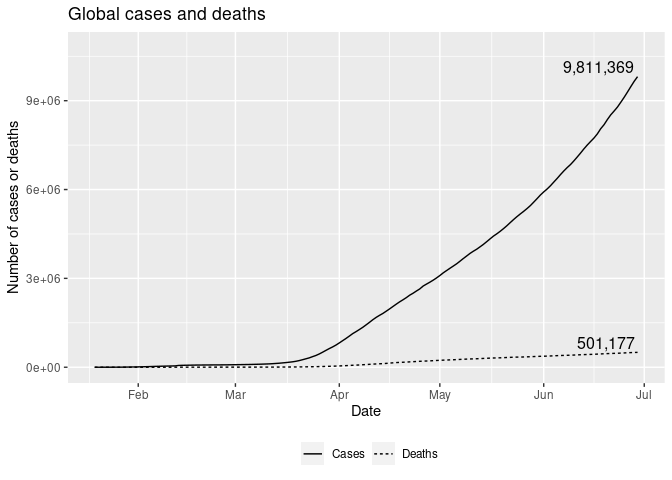 Global cases and deaths
9,811,369
9e+06
6e+06
3e+06
501,177
0e+00
Number of cases or deaths
Feb Mar Apr May Jun Jul
Date
Cases Deaths